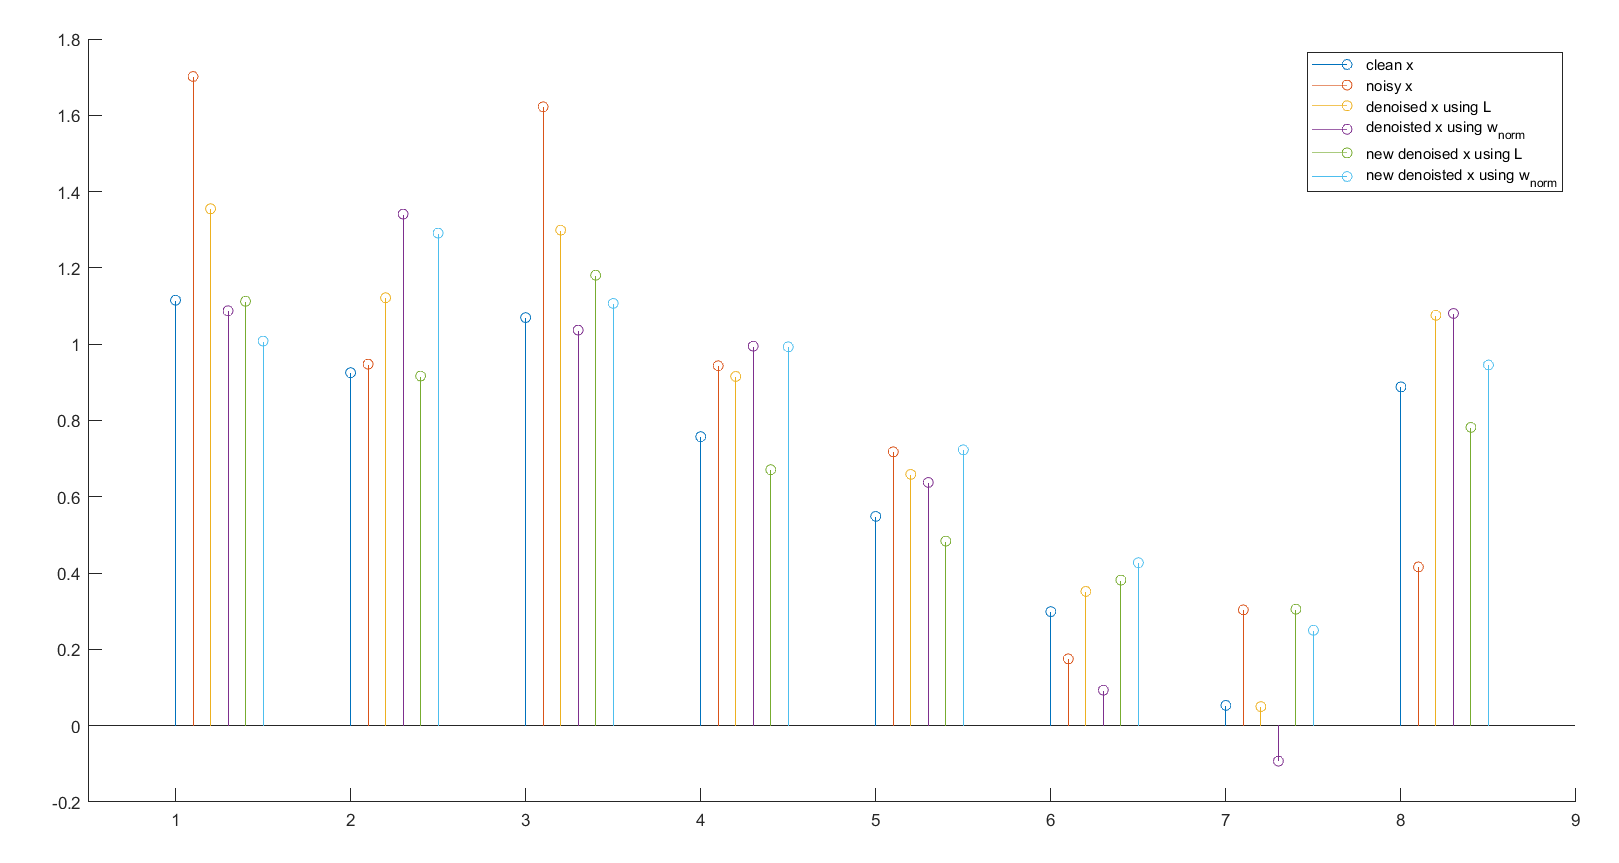 1.8
1.6
1.4
1.2
1
0.8
0.6
0.4
0.2
0
-0.2
1 2 3 4 5 6 7 8 9
clean x
noisy x
denoised x using L
denoisted x using wnorm
new denoised x using L
new denoisted x using wnorm